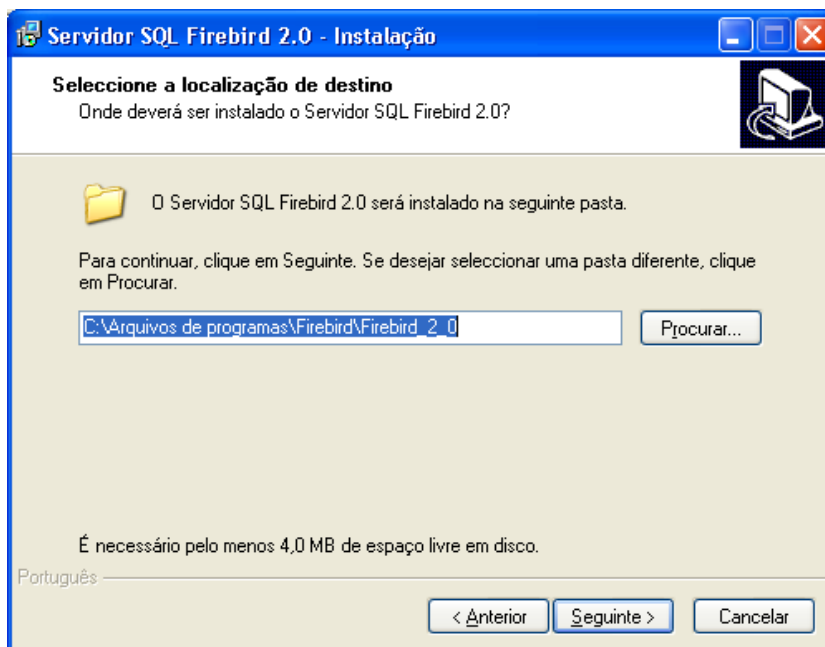 Servidor SQL Firebird 2.0 - Instalação
Seleccione a localização de destino
Onde deverá ser instalado o Servidor SQL Firebird 2.0?
O Servidor SQL Firebird 2.0 será instalado na seguinte pasta.
Para continuar, clique em Seguinte. Se desejar seleccionar uma pasta diferente, clique
em Procurar.
C:\Arquivos de programas\Firebird\Firebird_2_0
Procurar...
É necessário pelo menos 4,0 MB de espaço livre em disco.
Português
< Anterior
Seguinte >
Cancelar